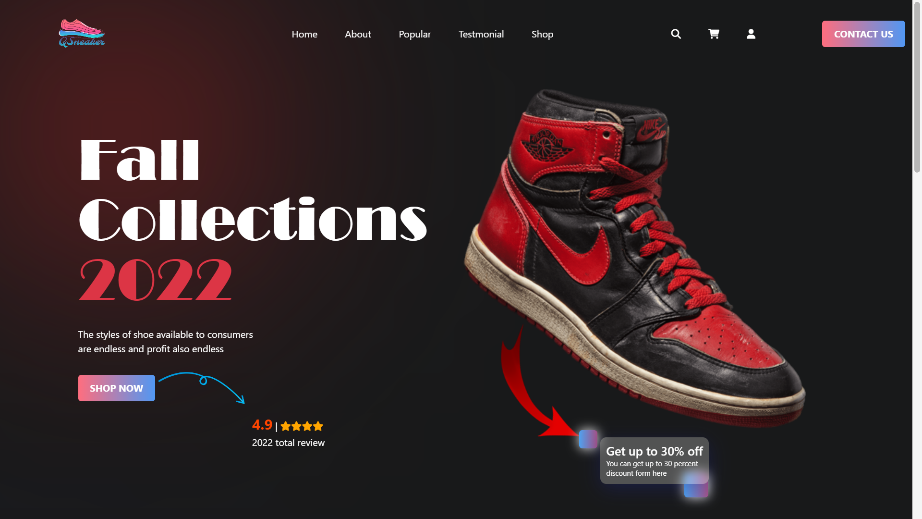 QSneaker
Home About Popular Testmonial Shop
CONTACT US
Fall
Collections
2022
The styles of shoe available to consumers
are endless and profit also endless
SHOP NOW
4.9 |
2022 total review
Get up to 30% off
You can get up to 30 percent
discount form here